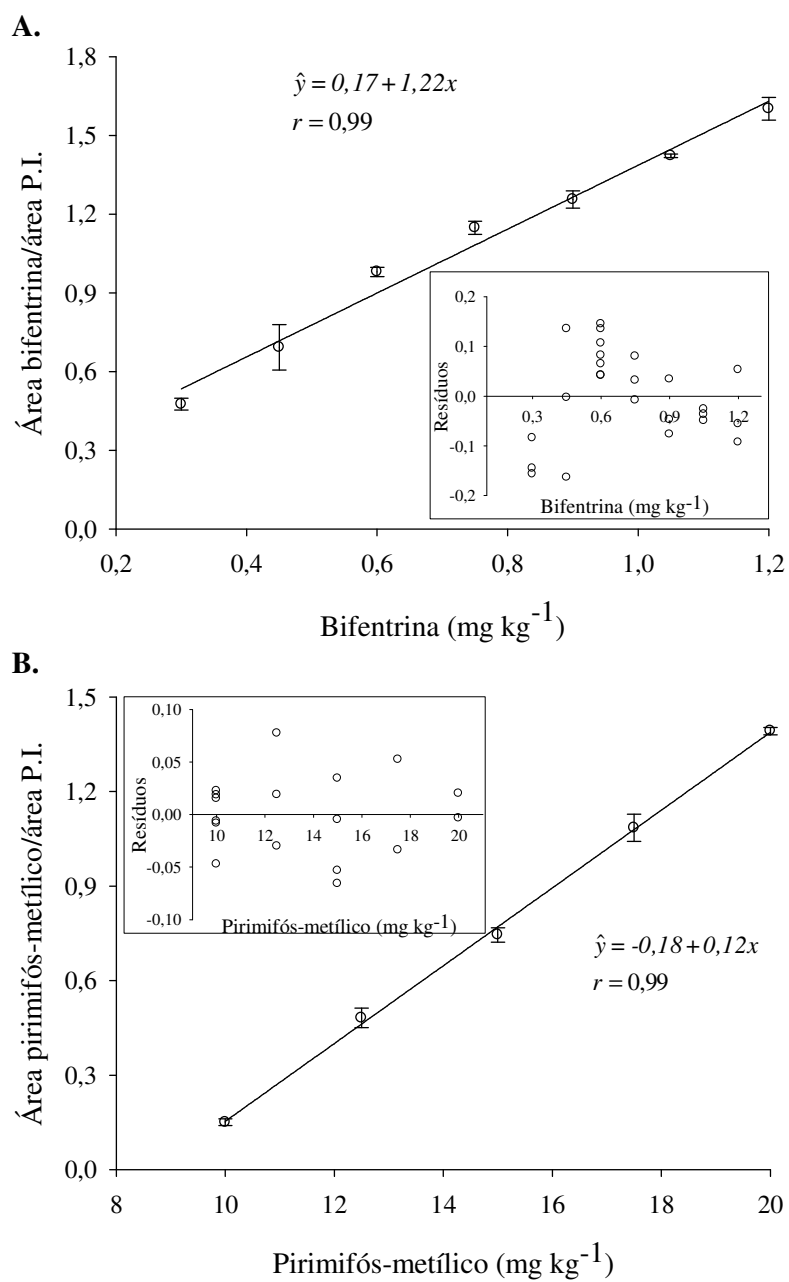 A.
1,8
1,5
1,2
0,9
0,6
0,3
0,0
Área bifentrina/área P.I.
ŷ = 0,17 + 1,22x
r = 0,99
0,2
0,1
0,0
-0,1
-0,2
Resíduos
0,3 0,6 0,9 1,2
Bifentrina (mg kg-1)
0,2 0,4 0,6 0,8 1,0 1,2
Bifentrina (mg kg-1)
B.
1,5
1,2
0,9
0,6
0,3
0,0
Área pirimifós-metílico/área P.I.
0,10
0,05
0,00
-0,05
-0,10
Resíduos
10 12 14 16 18 20
Pirimifós-metílico (mg kg-1)
ŷ = -0,18 + 0,12x
r = 0,99
8 10 12 14 16 18 20
Pirimifós-metílico (mg kg-1)